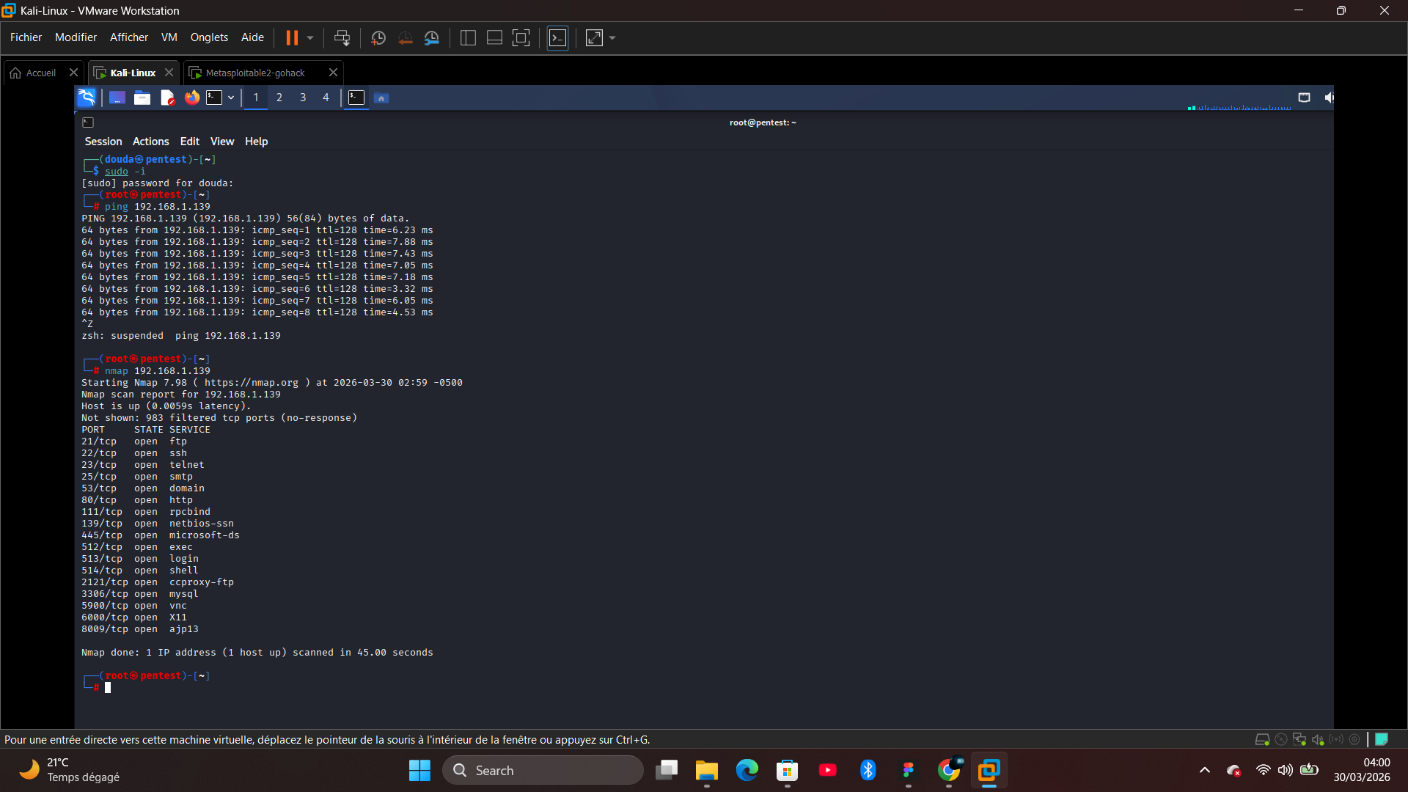 Kali-Linux - VMware Workstation
Fichier Modifier Afficher VM Onglets Aide
Accueil Kali-Linux Metasploitable2-gohack
1 2 3 4
root@pentest: ~
Session Actions Edit View Help
┌──(douda㉿pentest)-[~]
└─$ sudo -i
[sudo] password for douda:
┌──(root㉿pentest)-[~]
└─# ping 192.168.1.139
PING 192.168.1.139 (192.168.1.139) 56(84) bytes of data.
64 bytes from 192.168.1.139: icmp_seq=1 ttl=128 time=6.23 ms
64 bytes from 192.168.1.139: icmp_seq=2 ttl=128 time=7.88 ms
64 bytes from 192.168.1.139: icmp_seq=3 ttl=128 time=7.43 ms
64 bytes from 192.168.1.139: icmp_seq=4 ttl=128 time=7.05 ms
64 bytes from 192.168.1.139: icmp_seq=5 ttl=128 time=7.18 ms
64 bytes from 192.168.1.139: icmp_seq=6 ttl=128 time=3.32 ms
64 bytes from 192.168.1.139: icmp_seq=7 ttl=128 time=6.05 ms
64 bytes from 192.168.1.139: icmp_seq=8 ttl=128 time=4.53 ms
^Z
zsh: suspended  ping 192.168.1.139
┌──(root㉿pentest)-[~]
└─# nmap 192.168.1.139
Starting Nmap 7.98 ( https://nmap.org ) at 2026-03-30 02:59 -0500
Nmap scan report for 192.168.1.139
Host is up (0.0059s latency).
Not shown: 983 filtered tcp ports (no-response)
PORT     STATE SERVICE
21/tcp   open  ftp
22/tcp   open  ssh
23/tcp   open  telnet
25/tcp   open  smtp
53/tcp   open  domain
80/tcp   open  http
111/tcp  open  rpcbind
139/tcp  open  netbios-ssn
445/tcp  open  microsoft-ds
512/tcp  open  exec
513/tcp  open  login
514/tcp  open  shell
2121/tcp open  ccproxy-ftp
3306/tcp open  mysql
5900/tcp open  vnc
6000/tcp open  X11
8009/tcp open  ajp13
Nmap done: 1 IP address (1 host up) scanned in 45.00 seconds
┌──(root㉿pentest)-[~]
└─#
Pour une entrée directe vers cette machine virtuelle, déplacez le pointeur de la souris à l'intérieur de la fenêtre ou appuyez sur Ctrl+G.
21°C
Temps dégagé
Search
04:00
30/03/2026